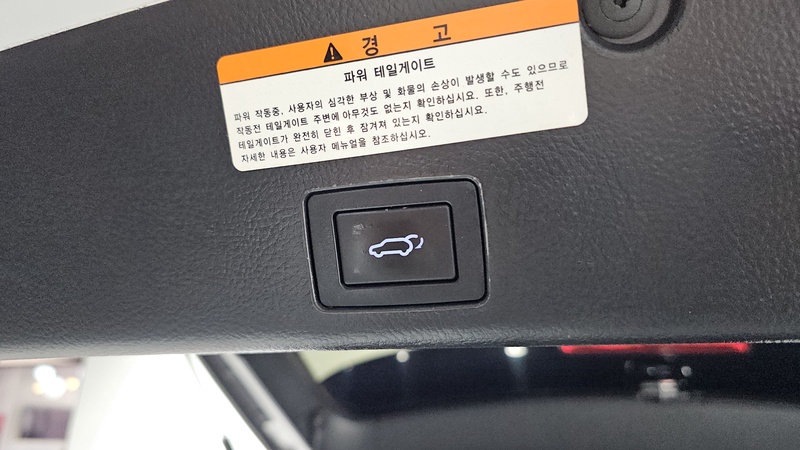 경 고
파워 테일게이트
파워 작동중, 사용자의 심각한 부상 및 화물의 손상이 발생할 수도 있으므로
작동전 테일게이트 주변에 아무것도 없는지 확인하십시요. 또한, 주행전
테일게이트가 완전히 닫힌 후 잠겨져 있는지 확인하십시요.
자세한 내용은 사용자 메뉴얼을 참조하십시오.